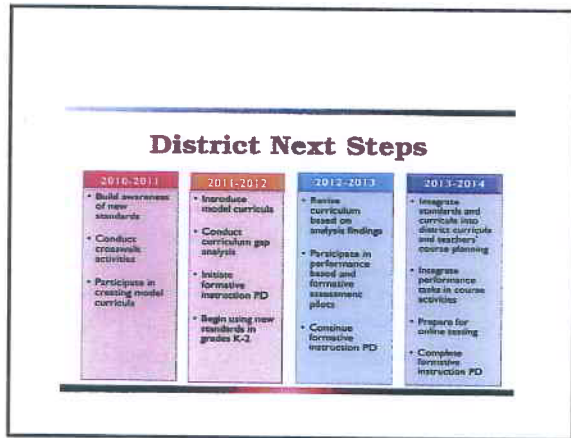 District Next Steps
2010-2011
• Build awareness
of new
standards
• Conduct
crosswalk
activities
• Participate in
creating model
curricula
2011-2012
• Introduce
model curricula
• Conduct
curriculum gap
analysis
• Initiate
formative
instruction PD
• Begin using new
standards in
grades K-2
2012-2013
• Revise
curriculum
based on
analysis findings
• Participate in
performance
based and
formative
assessment
pilots
• Continue
formative
instruction PD
2013-2014
• Integrate
standards and
curricula into
district curricula
and teachers'
course planning
• Integrate
performance
tasks in course
activities
• Prepare for
online testing
• Complete
formative
instruction PD